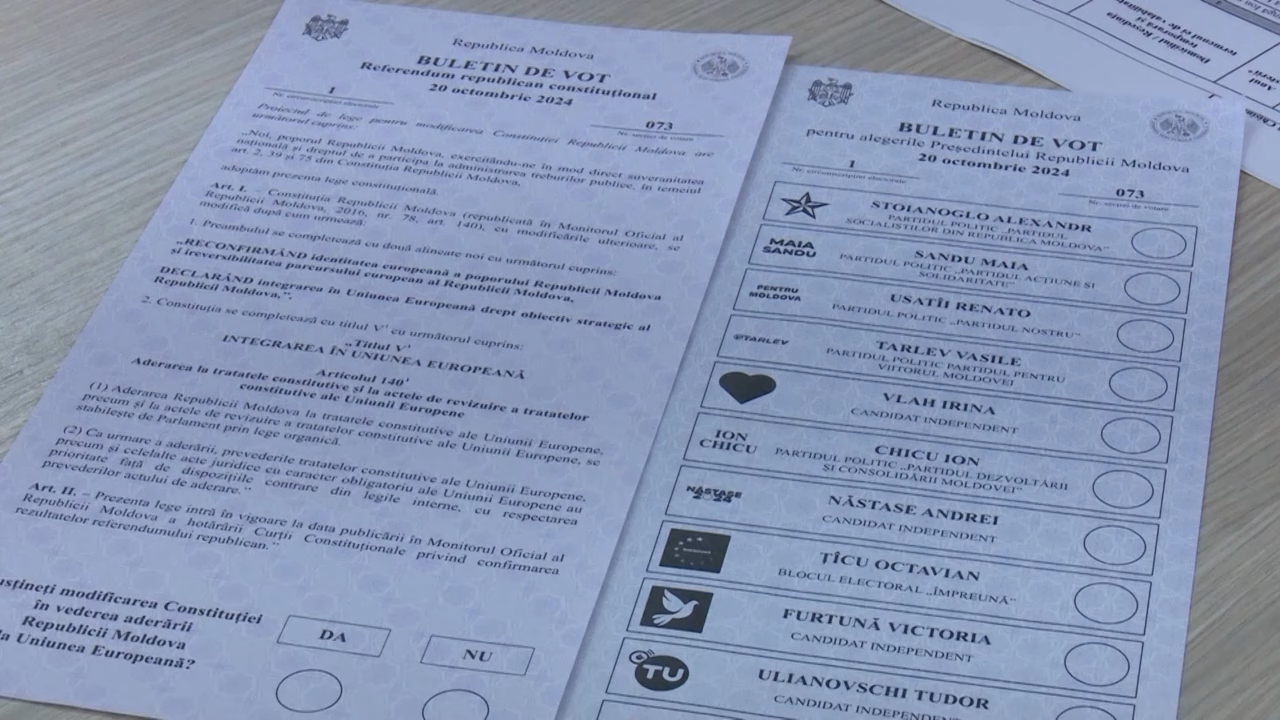 Republica Moldova
BULETIN DE VOT
Referendum republican constituțional
20 octombrie 2024
1
073
Nr. circumscripției electorale
Nr. secției de votare
Proiectul de lege pentru modificarea Constituției Republicii Moldova are
următorul cuprins:
„Noi, poporul Republicii Moldova, exercitându-ne în mod direct suveranitatea
națională și dreptul de a participa la administrarea treburilor publice, în temeiul
art. 2, 39 și 75 din Constituția Republicii Moldova,
adoptăm prezenta lege constituțională.
Art. I. – Constituția Republicii Moldova (republicată în Monitorul Oficial al
Republicii Moldova, 2016, nr. 78, art. 140), cu modificările ulterioare, se
modifică după cum urmează:
1. Preambulul se completează cu două alineate noi cu următorul cuprins:
„RECONFIRMÂND identitatea europeană a poporului Republicii Moldova
și ireversibilitatea parcursului european al Republicii Moldova,
DECLARÂND integrarea în Uniunea Europeană drept obiectiv strategic al
Republicii Moldova.”.
2. Constituția se completează cu titlul V¹ cu următorul cuprins:
„Titlul V¹
INTEGRAREA ÎN UNIUNEA EUROPEANĂ
Articolul 140¹
Aderarea la tratatele constitutive și la actele de revizuire a tratatelor
constitutive ale Uniunii Europene
(1) Aderarea Republicii Moldova la tratatele constitutive ale Uniunii Europene,
precum și la actele de revizuire a tratatelor constitutive ale Uniunii Europene, se
stabilește de Parlament prin lege organică.
(2) Ca urmare a aderării, prevederile tratatelor constitutive ale Uniunii Europene,
precum și celelalte acte juridice cu caracter obligatoriu ale Uniunii Europene au
prioritate față de dispozițiile contrare din legile interne, cu respectarea
prevederilor actului de aderare.”
Art. II. – Prezenta lege intră în vigoare la data publicării în Monitorul Oficial al
Republicii Moldova a hotărârii Curții Constituționale privind confirmarea
rezultatelor referendumului republican.”
usțineți modificarea Constituției
în vederea aderării
Republicii Moldova
a Uniunea Europeană?
DA
NU
Republica Moldova
BULETIN DE VOT
pentru alegerile Președintelui Republicii Moldova
20 octombrie 2024
1
073
Nr. circumscripției electorale
Nr. secției de votare
STOIANOGLO ALEXANDR
PARTIDUL POLITIC „PARTIDUL
SOCIALIȘTILOR DIN REPUBLICA MOLDOVA”
MAIA
SANDU
SANDU MAIA
PARTIDUL POLITIC „PARTIDUL ACȚIUNE ȘI
SOLIDARITATE”
PENTRU
MOLDOVA
USATÎI RENATO
PARTIDUL POLITIC „PARTIDUL NOSTRU”
TARLEV
TARLEV VASILE
PARTIDUL POLITIC PARTIDUL PENTRU
VIITORUL MOLDOVEI
VLAH IRINA
CANDIDAT INDEPENDENT
ION
CHICU
CHICU ION
PARTIDUL POLITIC „PARTIDUL DEZVOLTĂRII
ȘI CONSOLIDĂRII MOLDOVEI”
NĂSTASE
2024
NĂSTASE ANDREI
CANDIDAT INDEPENDENT
ȚÎCU OCTAVIAN
BLOCUL ELECTORAL „ÎMPREUNĂ”
FURTUNĂ VICTORIA
CANDIDAT INDEPENDENT
TU
ULIANOVSCHI TUDOR
CANDIDAT INDEPENDENT